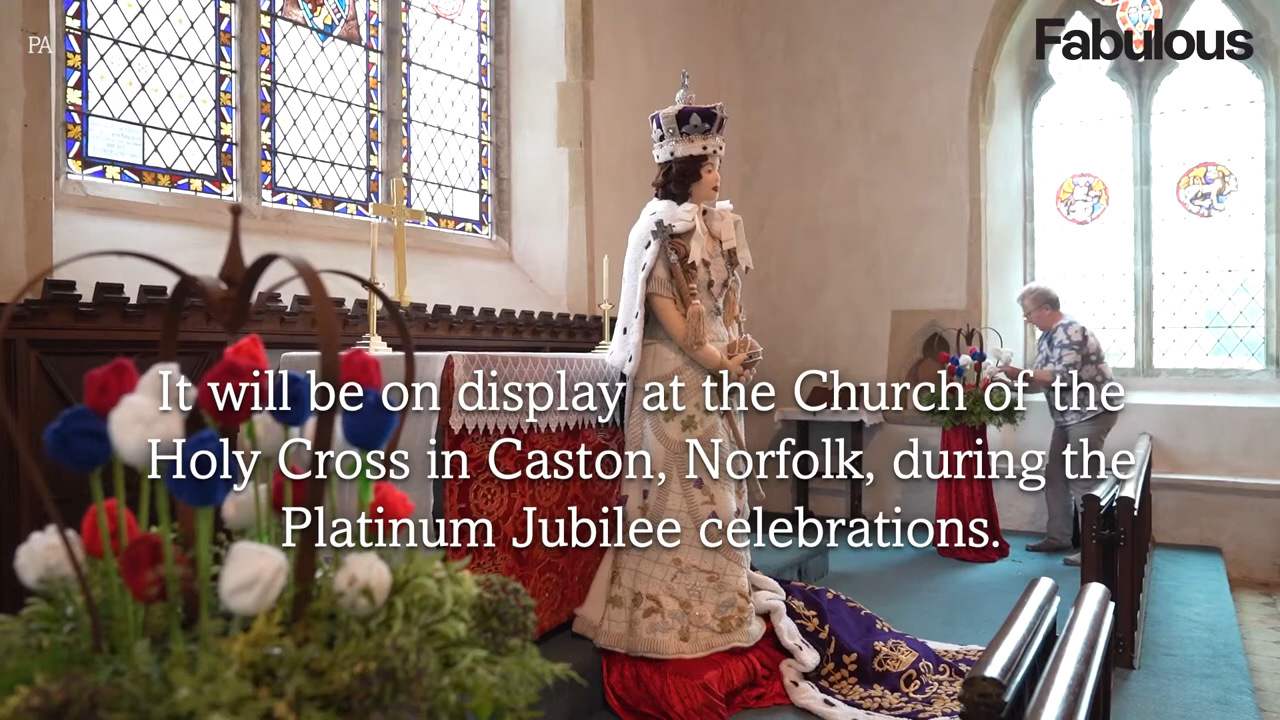 PA
Fabulous
It will be on display at the Church of the
Holy Cross in Caston, Norfolk, during the
Platinum Jubilee celebrations.